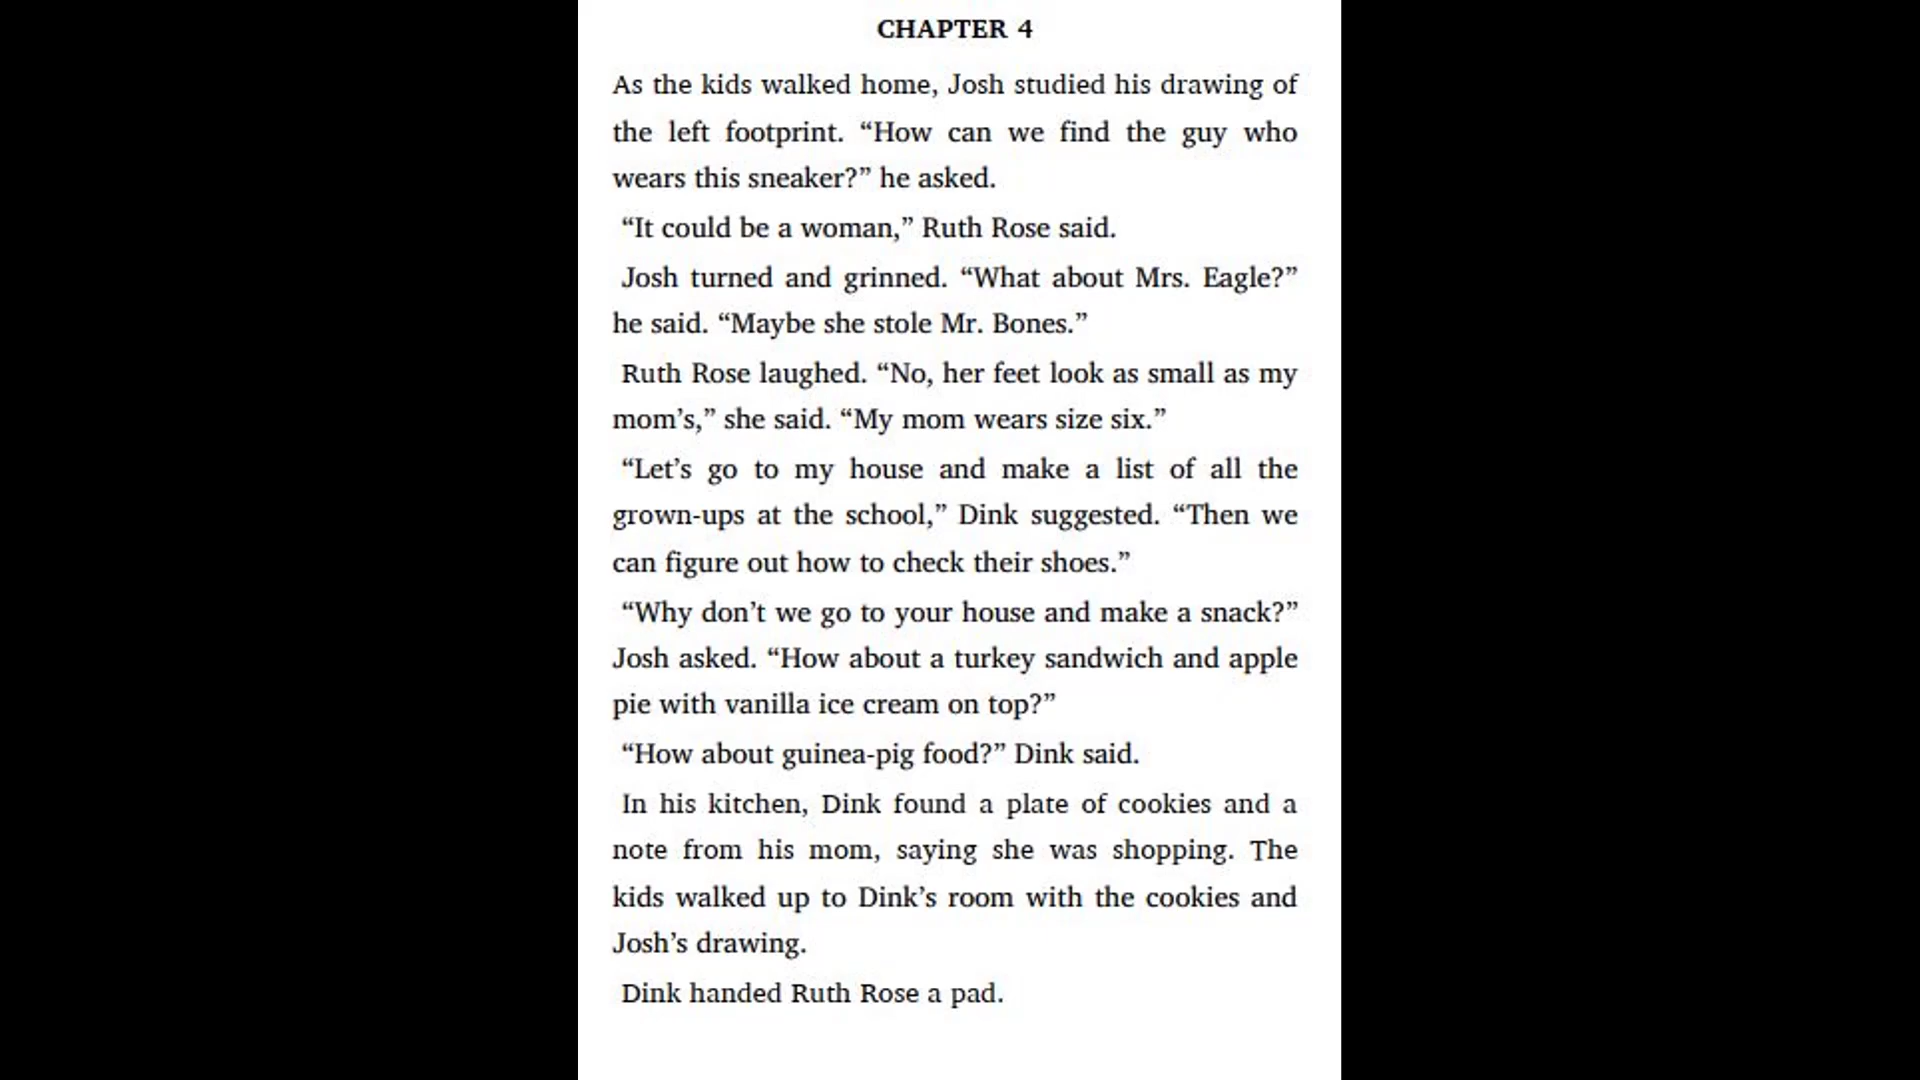 CHAPTER 4
As the kids walked home, Josh studied his drawing of
the left footprint. “How can we find the guy who
wears this sneaker?” he asked.
“It could be a woman,” Ruth Rose said.
Josh turned and grinned. “What about Mrs. Eagle?”
he said. “Maybe she stole Mr. Bones.”
Ruth Rose laughed. “No, her feet look as small as my
mom’s,” she said. “My mom wears size six.”
“Let’s go to my house and make a list of all the
grown-ups at the school,” Dink suggested. “Then we
can figure out how to check their shoes.”
“Why don’t we go to your house and make a snack?”
Josh asked. “How about a turkey sandwich and apple
pie with vanilla ice cream on top?”
“How about guinea-pig food?” Dink said.
In his kitchen, Dink found a plate of cookies and a
note from his mom, saying she was shopping. The
kids walked up to Dink’s room with the cookies and
Josh’s drawing.
Dink handed Ruth Rose a pad.